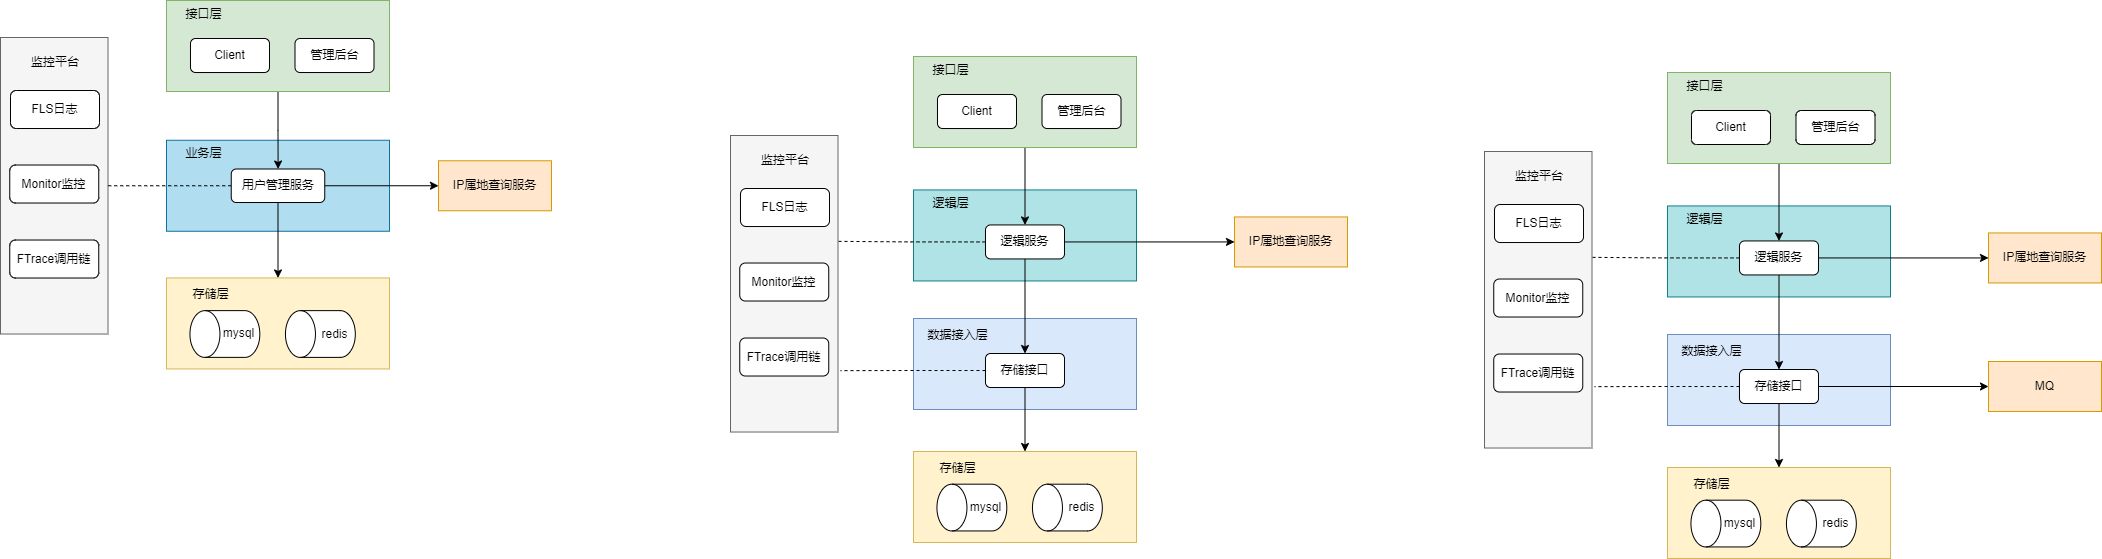 接口层
Client
管理后台
监控平台
FLS日志
Monitor监控
FTrace调用链
业务层
用户管理服务
IP属地查询服务
存储层
mysql
redis
接口层
Client
管理后台
监控平台
FLS日志
Monitor监控
FTrace调用链
逻辑层
逻辑服务
IP属地查询服务
数据接入层
存储接口
存储层
mysql
redis
接口层
Client
管理后台
监控平台
FLS日志
Monitor监控
FTrace调用链
逻辑层
逻辑服务
IP属地查询服务
数据接入层
存储接口
MQ
存储层
mysql
redis